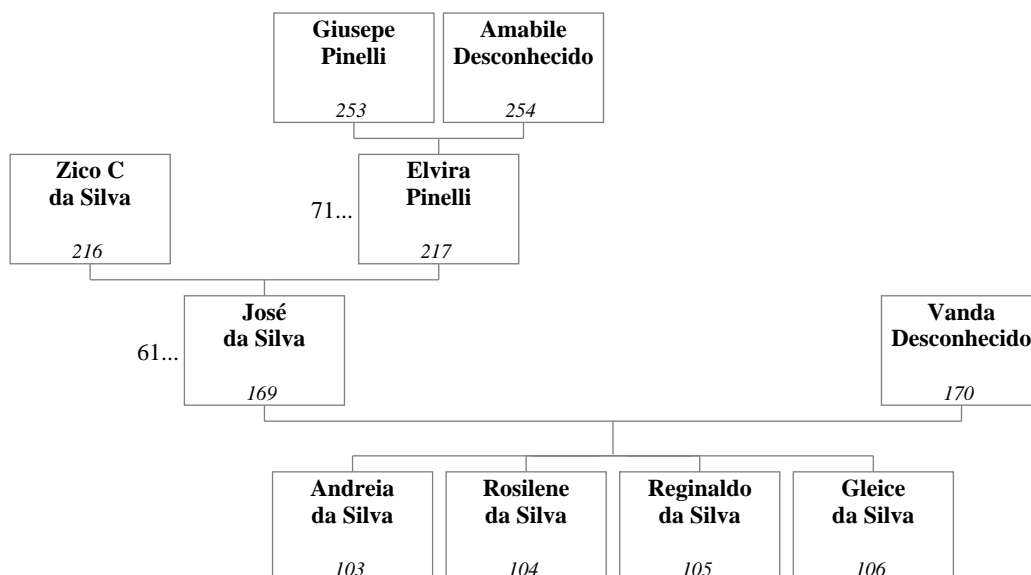 Giusepe
Pinelli
253
Amabile
Desconhecido
254
Zico C
da Silva
216
71...
Elvira
Pinelli
217
61...
José
da Silva
169
Vanda
Desconhecido
170
Andreia
da Silva
103
Rosilene
da Silva
104
Reginaldo
da Silva
105
Gleice
da Silva
106